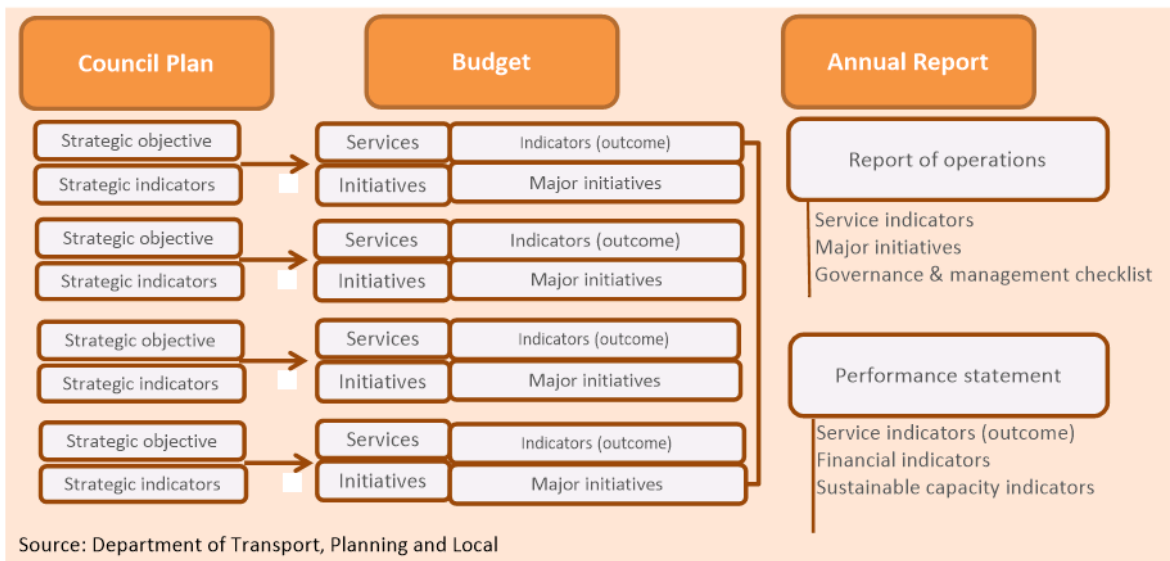 Council Plan
Budget
Annual Report
Strategic objective
Strategic indicators
Services
Indicators (outcome)
Initiatives
Major initiatives
Strategic objective
Strategic indicators
Services
Indicators (outcome)
Initiatives
Major initiatives
Strategic objective
Strategic indicators
Services
Indicators (outcome)
Initiatives
Major initiatives
Strategic objective
Strategic indicators
Services
Indicators (outcome)
Initiatives
Major initiatives
Report of operations
Service indicators
Major initiatives
Governance & management checklist
Performance statement
Service indicators (outcome)
Financial indicators
Sustainable capacity indicators
Source: Department of Transport, Planning and Local